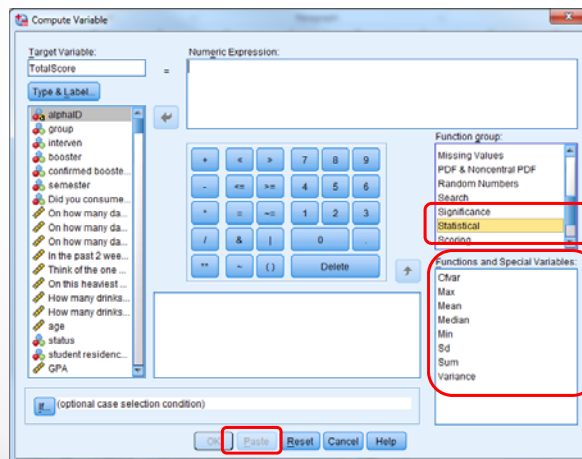 Compute Variable
Target Variable:
TotalScore
=
Numeric Expression:
Type & Label...
alphaID
group
interven
booster
confirmed booste...
semester
Did you consume...
On how many da...
On how many da...
On how many da...
In the past 2 wee...
Think of the one ...
On this heaviest ...
How many drinks...
How many drinks...
age
status
student residenc...
GPA
+ < > 7 8 9
- <= >= 4 5 6
* = ~= 1 2 3
/ & | 0 .
** ~ ( ) Delete
Function group:
Missing Values
PDF & Noncentral PDF
Random Numbers
Search
Significance
Statistical
Scoring
Functions and Special Variables:
Cfvar
Max
Mean
Median
Min
Sd
Sum
Variance
If... (optional case selection condition)
OK Paste Reset Cancel Help